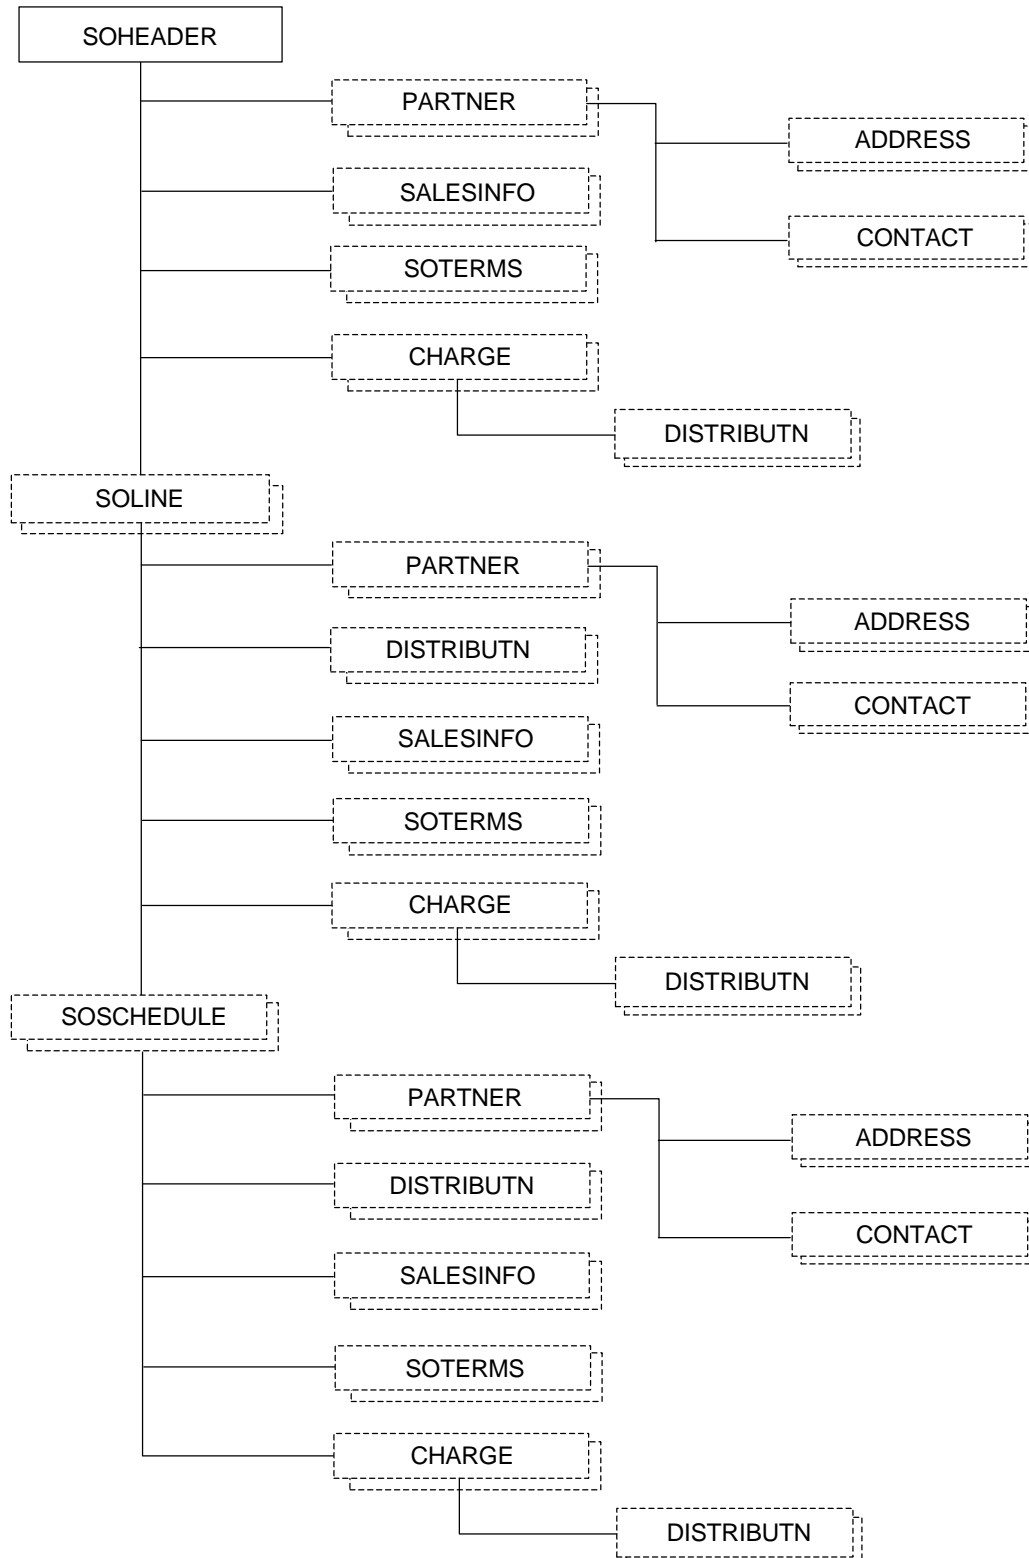 SOHEADER
PARTNER
ADDRESS
SALESINFO
CONTACT
SOTERMS
CHARGE
DISTRIBUTN
SOLINE
PARTNER
ADDRESS
DISTRIBUTN
CONTACT
SALESINFO
SOTERMS
CHARGE
DISTRIBUTN
SOSCHEDULE
PARTNER
ADDRESS
DISTRIBUTN
CONTACT
SALESINFO
SOTERMS
CHARGE
DISTRIBUTN